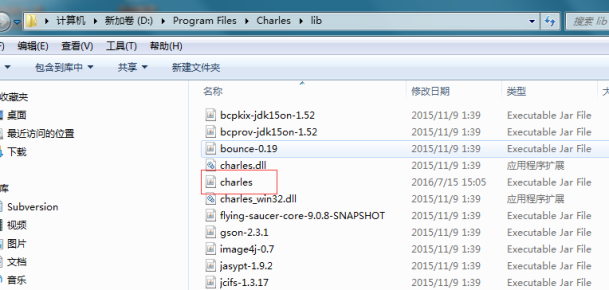 计算机 ▸ 新加卷 (D:) ▸ Program Files ▸ Charles ▸ lib
搜索 lib
编辑(E) 查看(V) 工具(T) 帮助(H)
包含到库中 共享 新建文件夹
名称 修改日期 类型
收藏夹
桌面
最近访问的位置
下载
库
Subversion
视频
图片
文档
音乐
bcpkix-jdk15on-1.52 2015/11/9 1:39 Executable Jar File
bcprov-jdk15on-1.52 2015/11/9 1:39 Executable Jar File
bounce-0.19 2015/11/9 1:39 Executable Jar File
charles.dll 2015/11/9 1:39 应用程序扩展
charles 2016/7/15 15:05 Executable Jar File
charles_win32.dll 2015/11/9 1:39 应用程序扩展
flying-saucer-core-9.0.8-SNAPSHOT 2015/11/9 1:39 Executable Jar File
gson-2.3.1 2015/11/9 1:39 Executable Jar File
image4j-0.7 2015/11/9 1:39 Executable Jar File
jasypt-1.9.2 2015/11/9 1:39 Executable Jar File
jcifs-1.3.17 2015/11/9 1:39 Executable Jar File